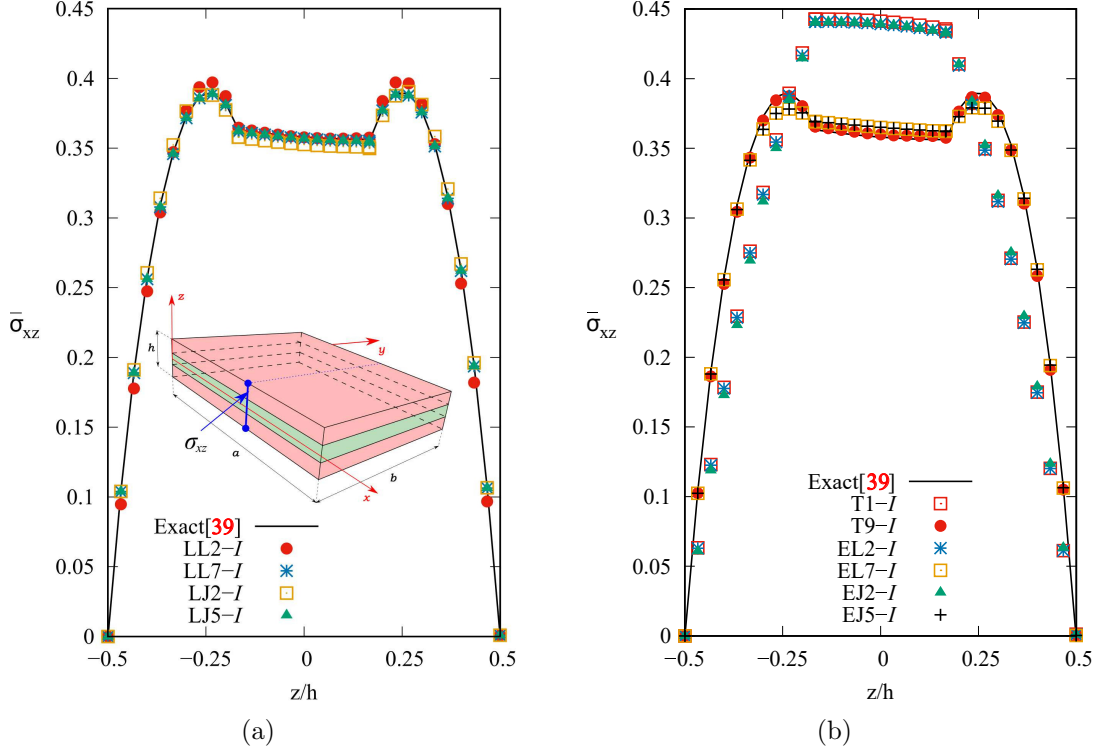 0.45
0.4
0.35
0.3
0.25
0.2
0.15
0.1
0.05
0
σ̅xz
−0.5
−0.25
0
0.25
0.5
z/h
z
h
y
σxz
a
b
x
Exact[39]
LL2−I
LL7−I
LJ2−I
LJ5−I
(a)
0.45
0.4
0.35
0.3
0.25
0.2
0.15
0.1
0.05
0
σ̅xz
−0.5
−0.25
0
0.25
0.5
z/h
Exact[39]
T1−I
T9−I
EL2−I
EL7−I
EJ2−I
EJ5−I
(b)